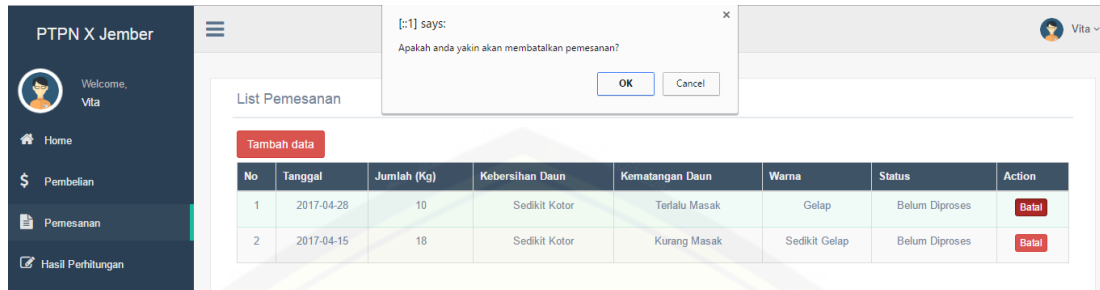 PTPN X Jember
Welcome,
Vita
Home
Pembelian
Pemesanan
Hasil Perhitungan
[::1] says:
Apakah anda yakin akan membatalkan pemesanan?
OK Cancel
Vita
List Pemesanan
Tambah data
No Tanggal Jumlah (Kg) Kebersihan Daun Kematangan Daun Warna Status Action
1 2017-04-28 10 Sedikit Kotor Terlalu Masak Gelap Belum Diproses Batal
2 2017-04-15 18 Sedikit Kotor Kurang Masak Sedikit Gelap Belum Diproses Batal